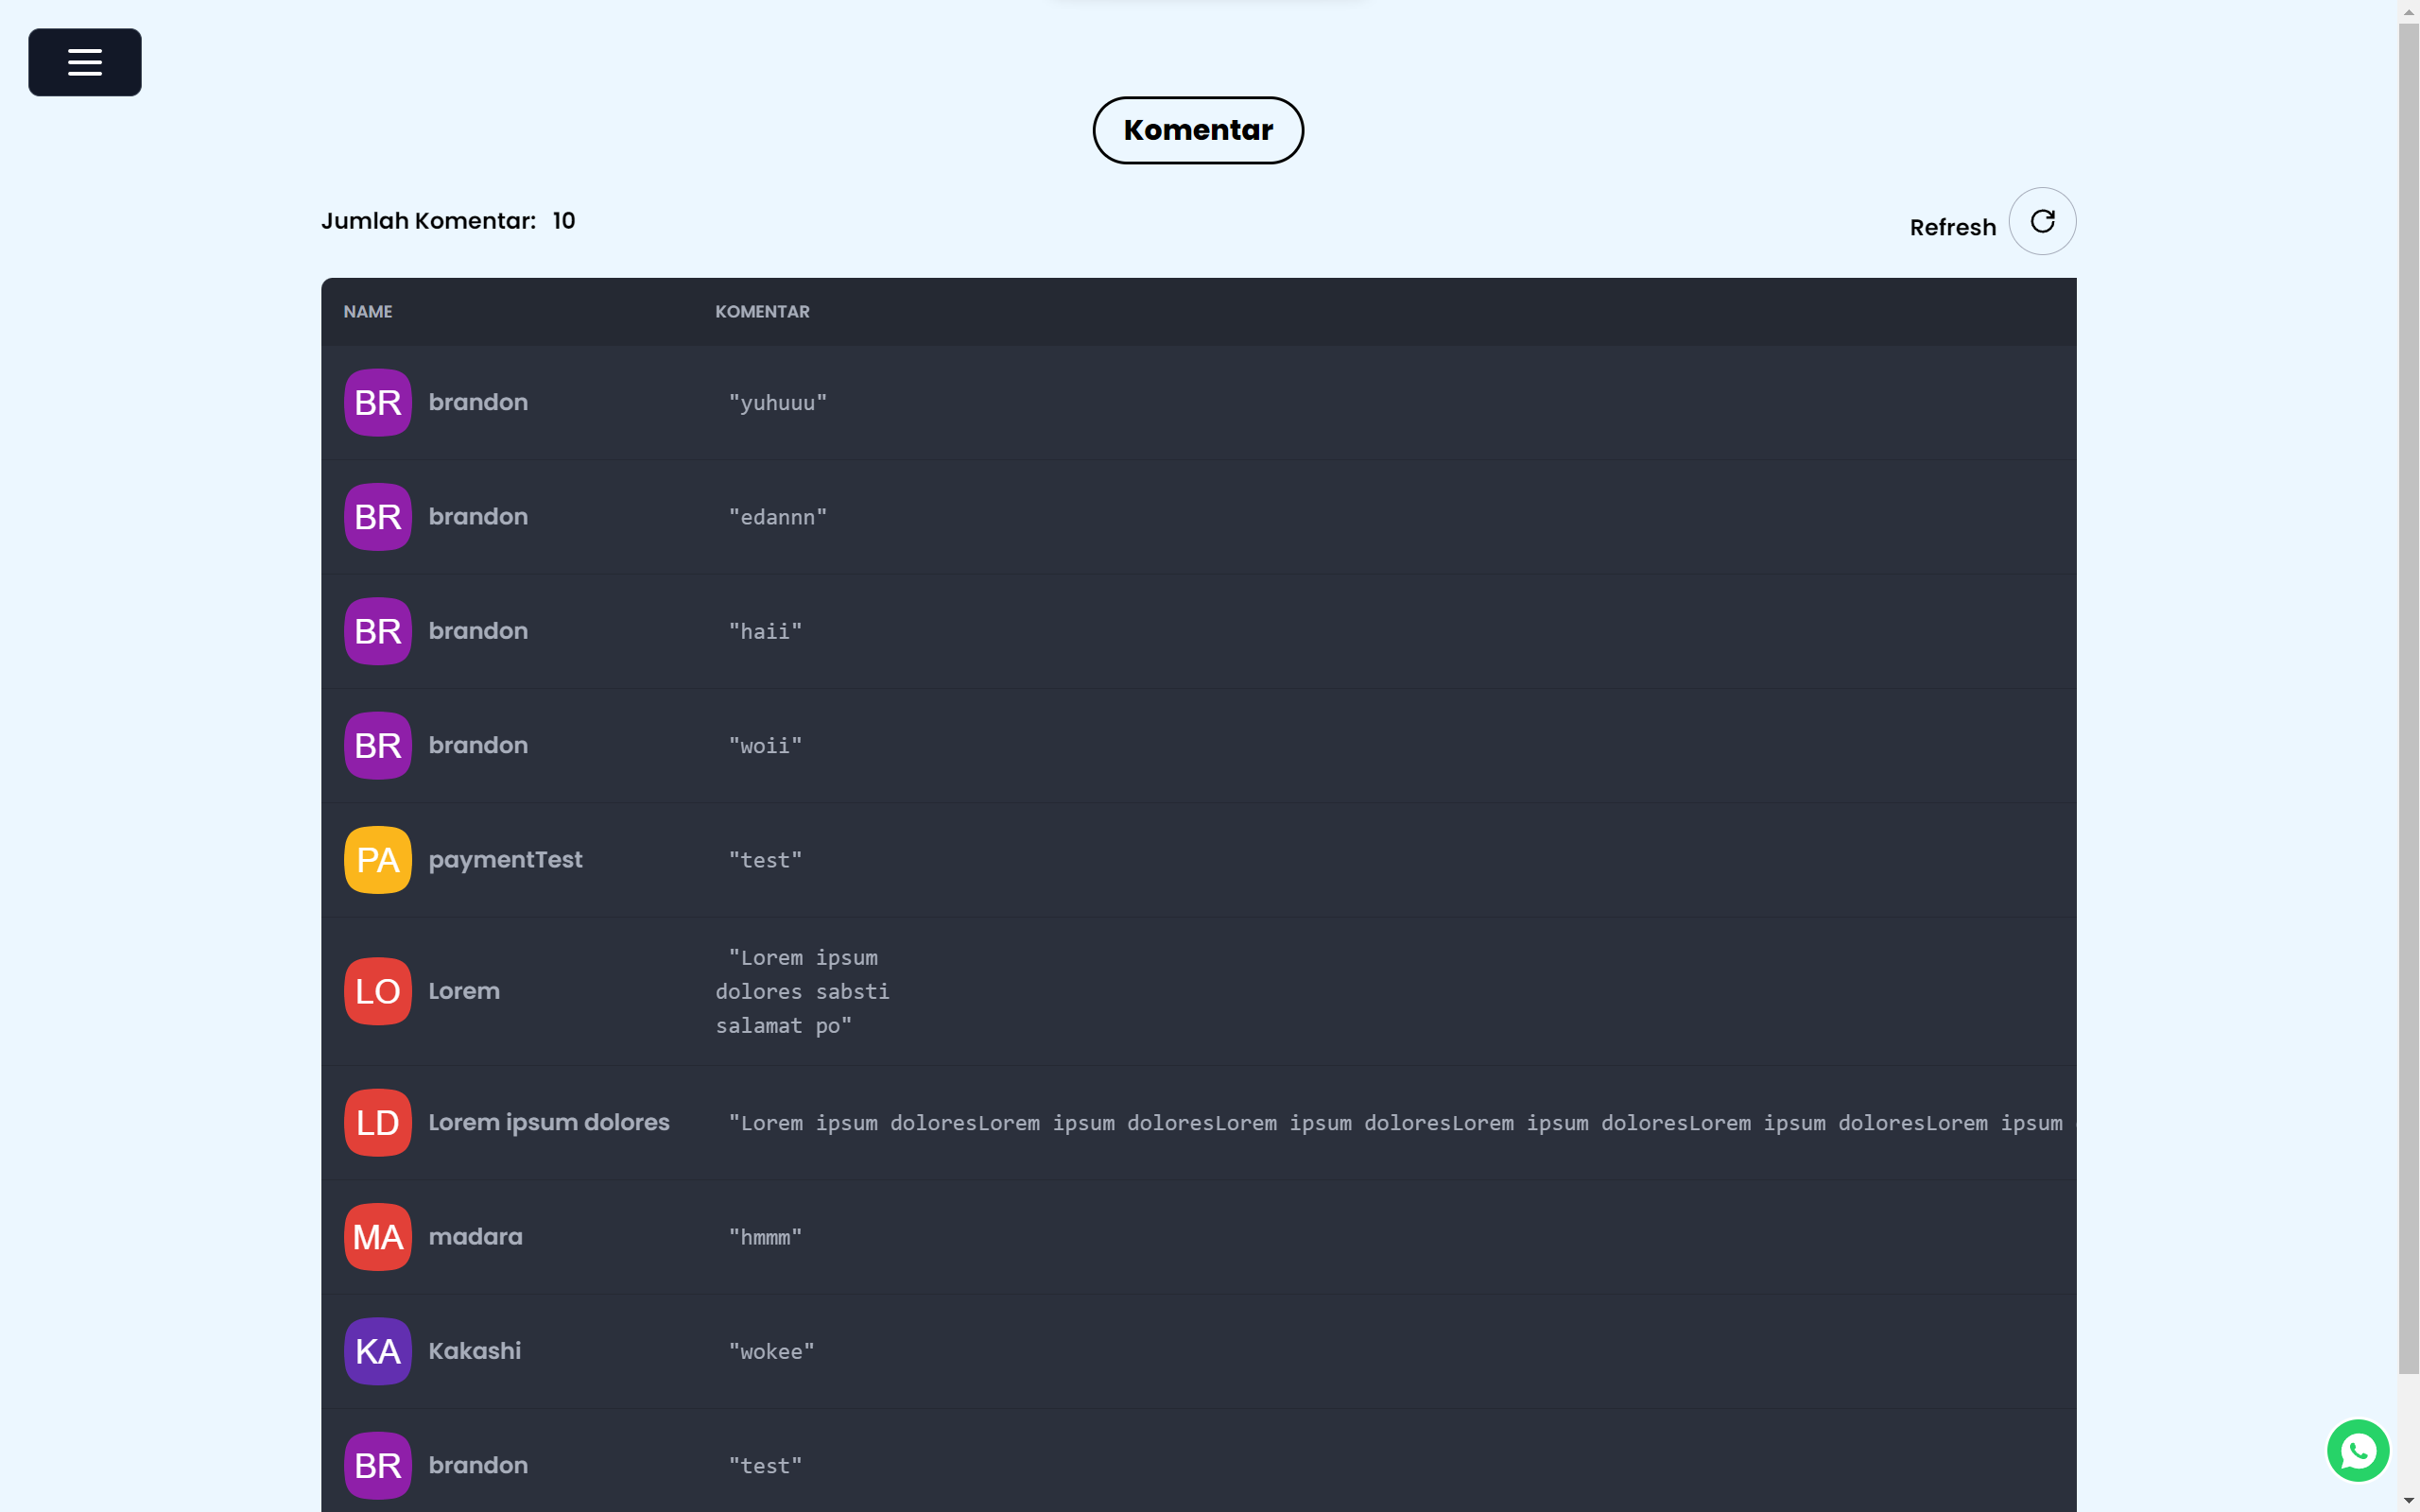 Komentar
Jumlah Komentar: 10
Refresh
NAME KOMENTAR
BR brandon "yuhuuu"
BR brandon "edannn"
BR brandon "haii"
BR brandon "woii"
PA paymentTest "test"
LO Lorem "Lorem ipsum
dolores sabsti
salamat po"
LD Lorem ipsum dolores "Lorem ipsum doloresLorem ipsum doloresLorem ipsum doloresLorem ipsum doloresLorem ipsum doloresLorem ipsum
MA madara "hmmm"
KA Kakashi "wokee"
BR brandon "test"